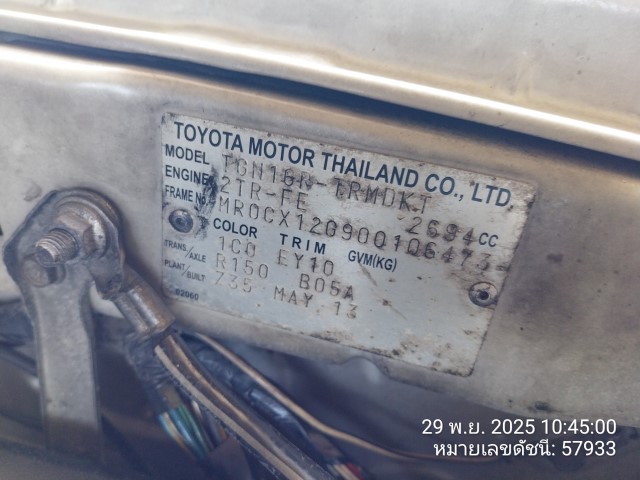 TOYOTA MOTOR THAILAND CO., LTD.
MODEL TGN16R-TRMDKT
ENGINE 2TR-FE 2694 CC
FRAME No. MR0CX12G900106473
COLOR TRIM GVM(KG)
1C0 EY10
TRANS/AXLE R150 B05A
PLANT/BUILT 735 MAY.13
02060
29 พ.ย. 2025 10:45:00
หมายเลขดัชนี: 57933